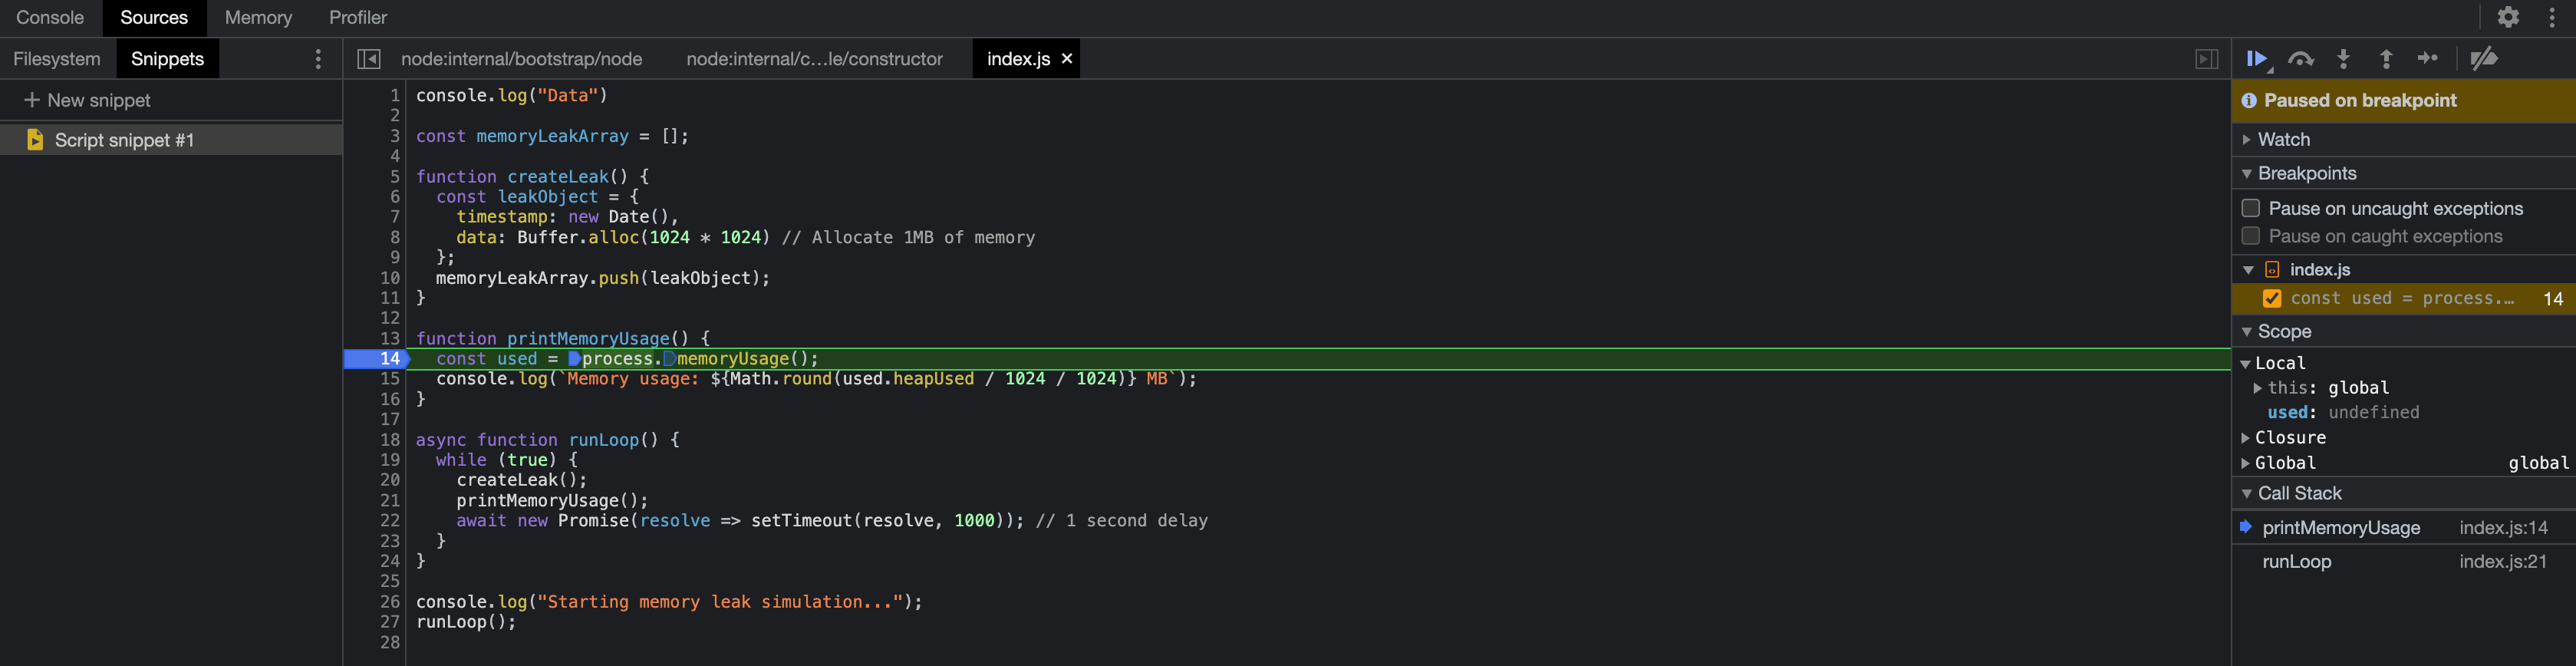 Console Sources Memory Profiler
Filesystem Snippets
New snippet
Script snippet #1
node:internal/bootstrap/node node:internal/c...le/constructor index.js ×
1 console.log("Data")
2
3 const memoryLeakArray = [];
4
5 function createLeak() {
6 const leakObject = {
7 timestamp: new Date(),
8 data: Buffer.alloc(1024 * 1024) // Allocate 1MB of memory
9 };
10 memoryLeakArray.push(leakObject);
11 }
12
13 function printMemoryUsage() {
14 const used = process.memoryUsage();
15 console.log(`Memory usage: ${Math.round(used.heapUsed / 1024 / 1024)} MB`);
16 }
17
18 async function runLoop() {
19 while (true) {
20 createLeak();
21 printMemoryUsage();
22 await new Promise(resolve => setTimeout(resolve, 1000)); // 1 second delay
23 }
24 }
25
26 console.log("Starting memory leak simulation...");
27 runLoop();
28
Paused on breakpoint
Watch
Breakpoints
Pause on uncaught exceptions
Pause on caught exceptions
index.js
const used = process.… 14
Scope
Local
this: global
used: undefined
Closure
Global global
Call Stack
printMemoryUsage index.js:14
runLoop index.js:21